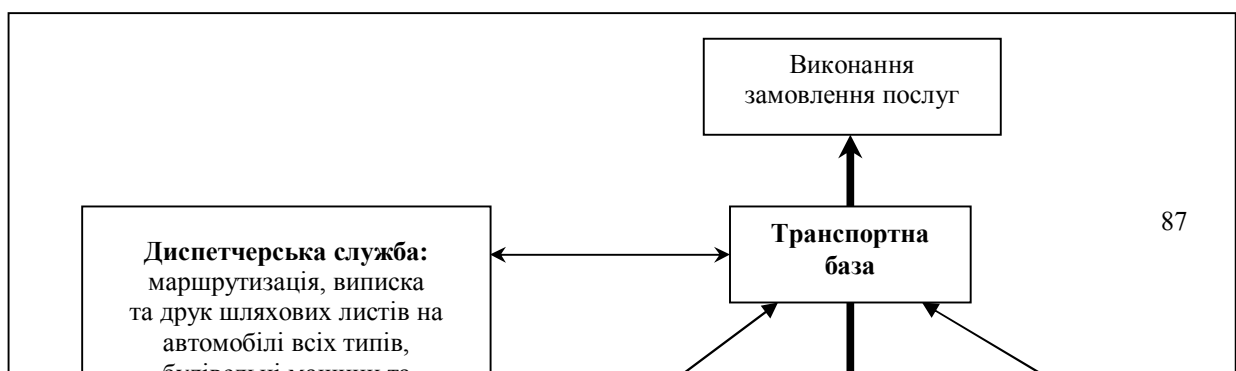 Виконання
замовлення послуг
87
Транспортна
база
Диспетчерська служба:
маршрутизація, виписка
та друк шляхових листів на
автомобілі всіх типів,